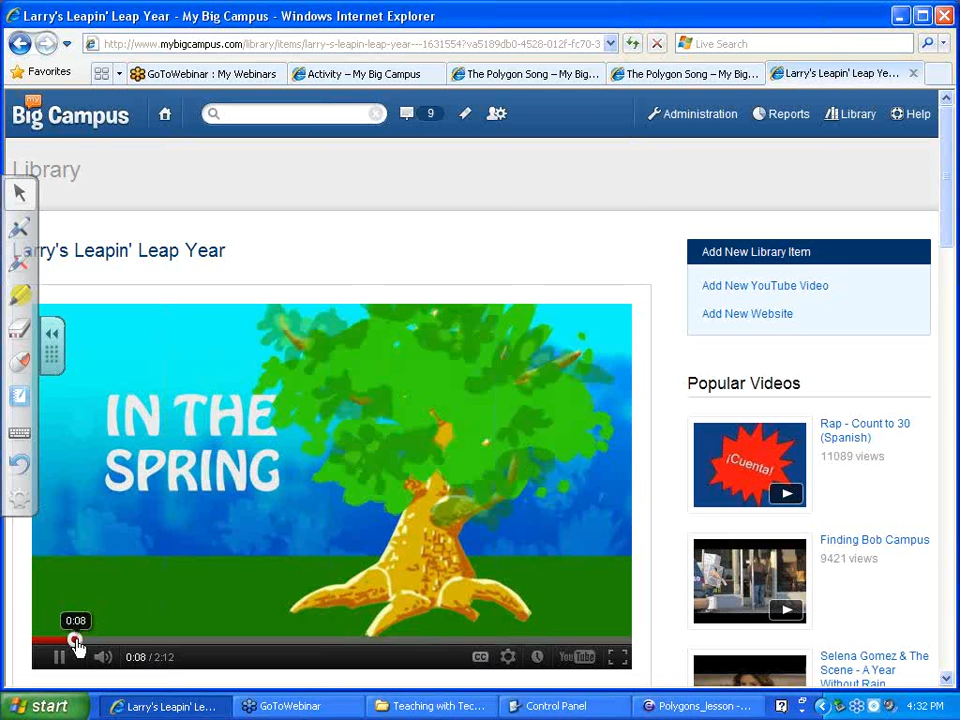 Larry's Leapin' Leap Year - My Big Campus - Windows Internet Explorer
http://www.mybigcampus.com/library/items/larry-s-leapin-leap-year---1631554?va5189db0-4528-012f-fc70-3
Live Search
Favorites
GoToWebinar : My Webinars
Activity – My Big Campus
The Polygon Song – My Big...
The Polygon Song – My Big...
Larry's Leapin' Leap Ye...
my
Big Campus
9
Administration
Reports
Library
Help
Library
Larry's Leapin' Leap Year
IN THE
SPRING
0:08
0:08 / 2:12
CC
YouTube
Add New Library Item
Add New YouTube Video
Add New Website
Popular Videos
¡Cuenta!
Rap - Count to 30
(Spanish)
11089 views
Finding Bob Campus
9421 views
Selena Gomez & The
Scene - A Year
Without Rain
start
Larry's Leapin' Leap Y...
GoToWebinar
Teaching with Tec...
Control Panel
Polygons_lesson -...
4:32 PM